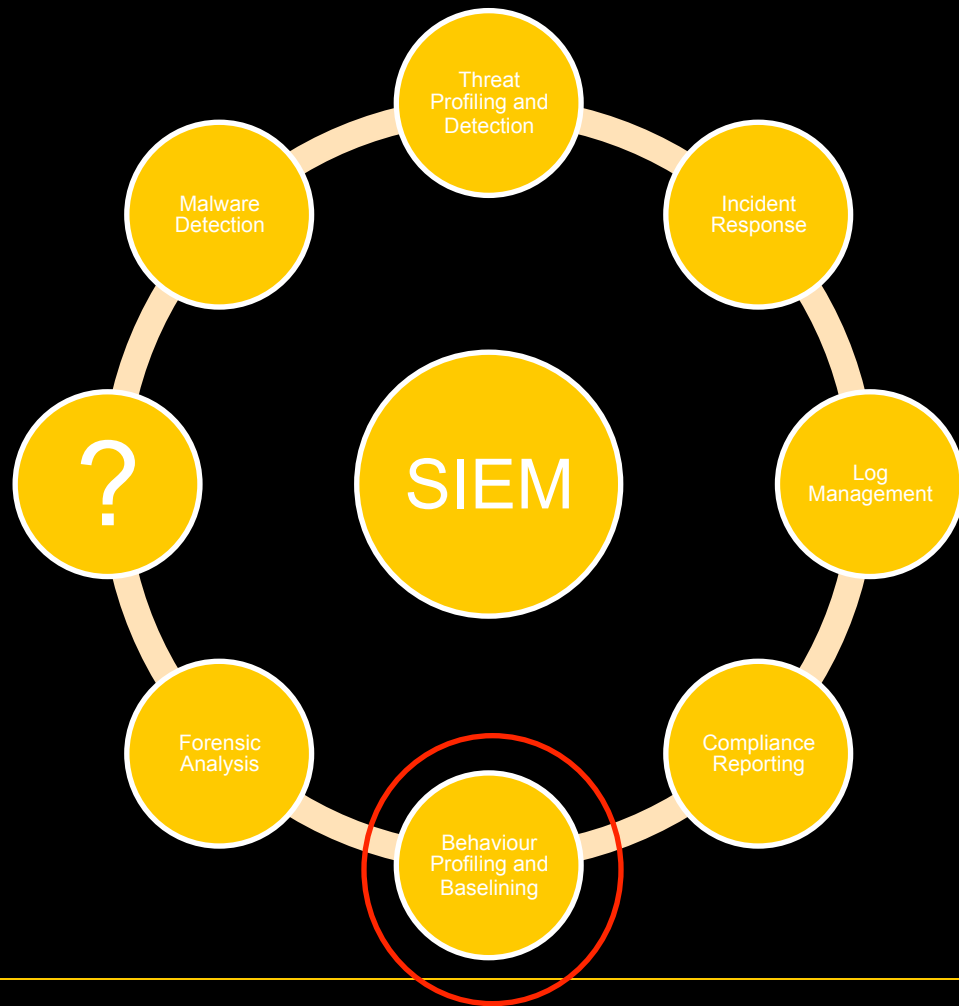 Threat
Profiling and
Detection
Incident
Response
Log
Management
Compliance
Reporting
Behaviour
Profiling and
Baselining
Forensic
Analysis
?
Malware
Detection
SIEM